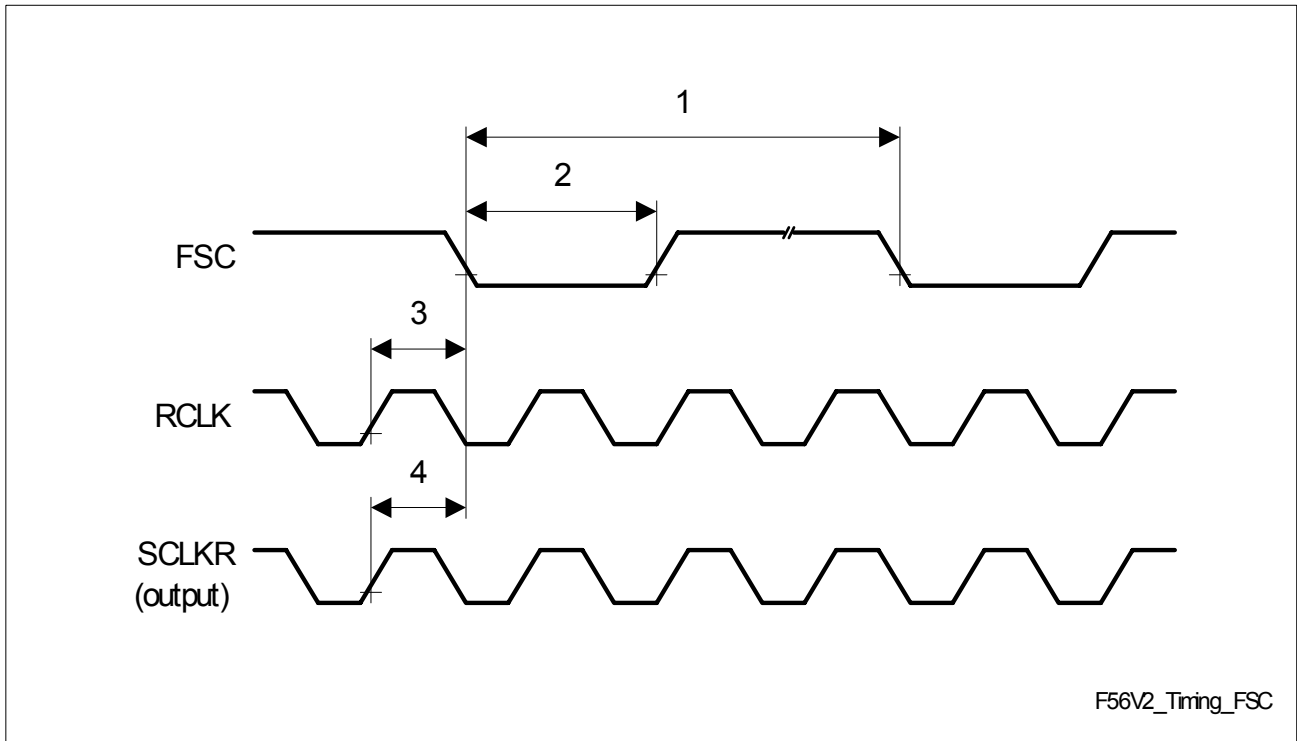 1
2
FSC
3
RCLK
4
SCLKR
(output)
F56V2_Timing_FSC